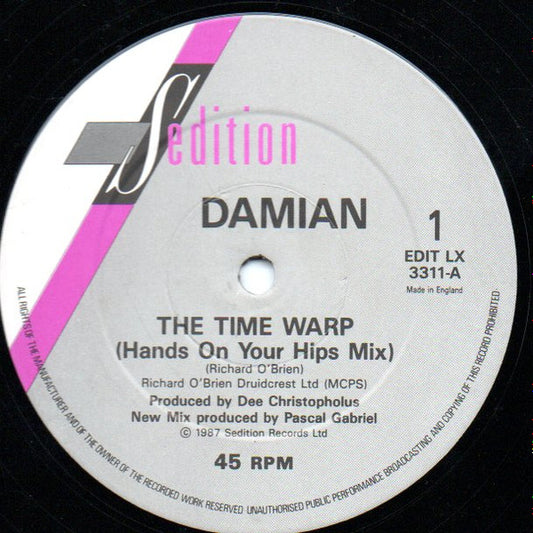 Sedition
DAMIAN
1
EDIT LX
3311-A
Made in England
THE TIME WARP
(Hands On Your Hips Mix)
(Richard O'Brien)
Richard O'Brien Druidcrest Ltd (MCPS)
Produced by Dee Christopholus
New Mix produced by Pascal Gabriel
© 1987 Sedition Records Ltd
45 RPM
ALL RIGHTS OF THE MANUFACTURER AND OF THE OWNER OF THE RECORDED WORK RESERVED UNAUTHORISED PUBLIC PERFORMANCE BROADCASTING AND COPYING OF THIS RECORD PROHIBITED